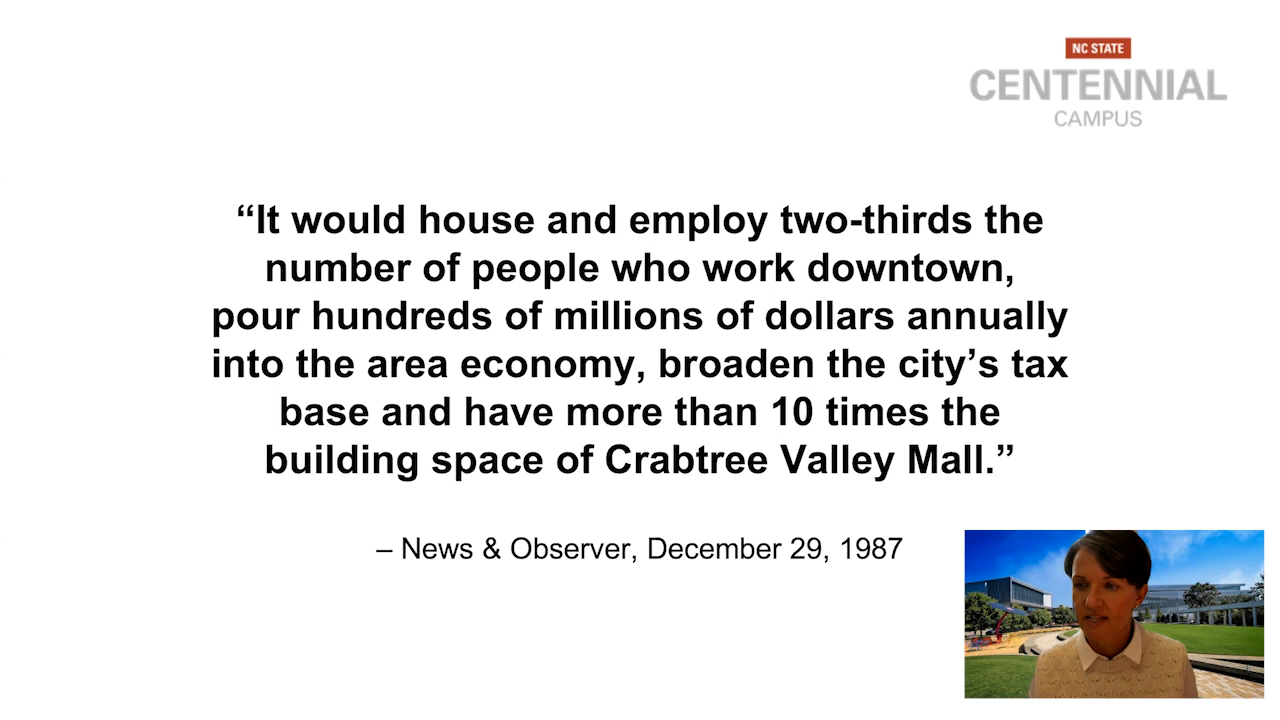 NC STATE
CENTENNIAL
CAMPUS
“It would house and employ two-thirds the
number of people who work downtown,
pour hundreds of millions of dollars annually
into the area economy, broaden the city’s tax
base and have more than 10 times the
building space of Crabtree Valley Mall.”
– News & Observer, December 29, 1987